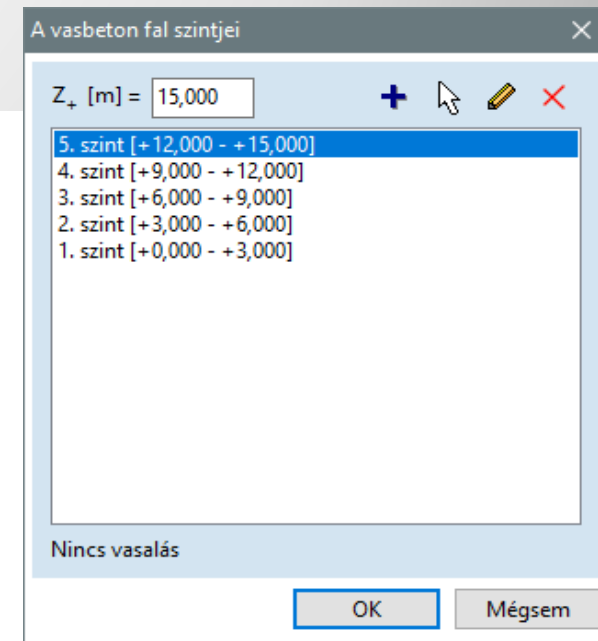 A vasbeton fal szintjei
Z+ [m] = 15,000
5. szint [+12,000 - +15,000]
4. szint [+9,000 - +12,000]
3. szint [+6,000 - +9,000]
2. szint [+3,000 - +6,000]
1. szint [+0,000 - +3,000]
Nincs vasalás
OK Mégsem